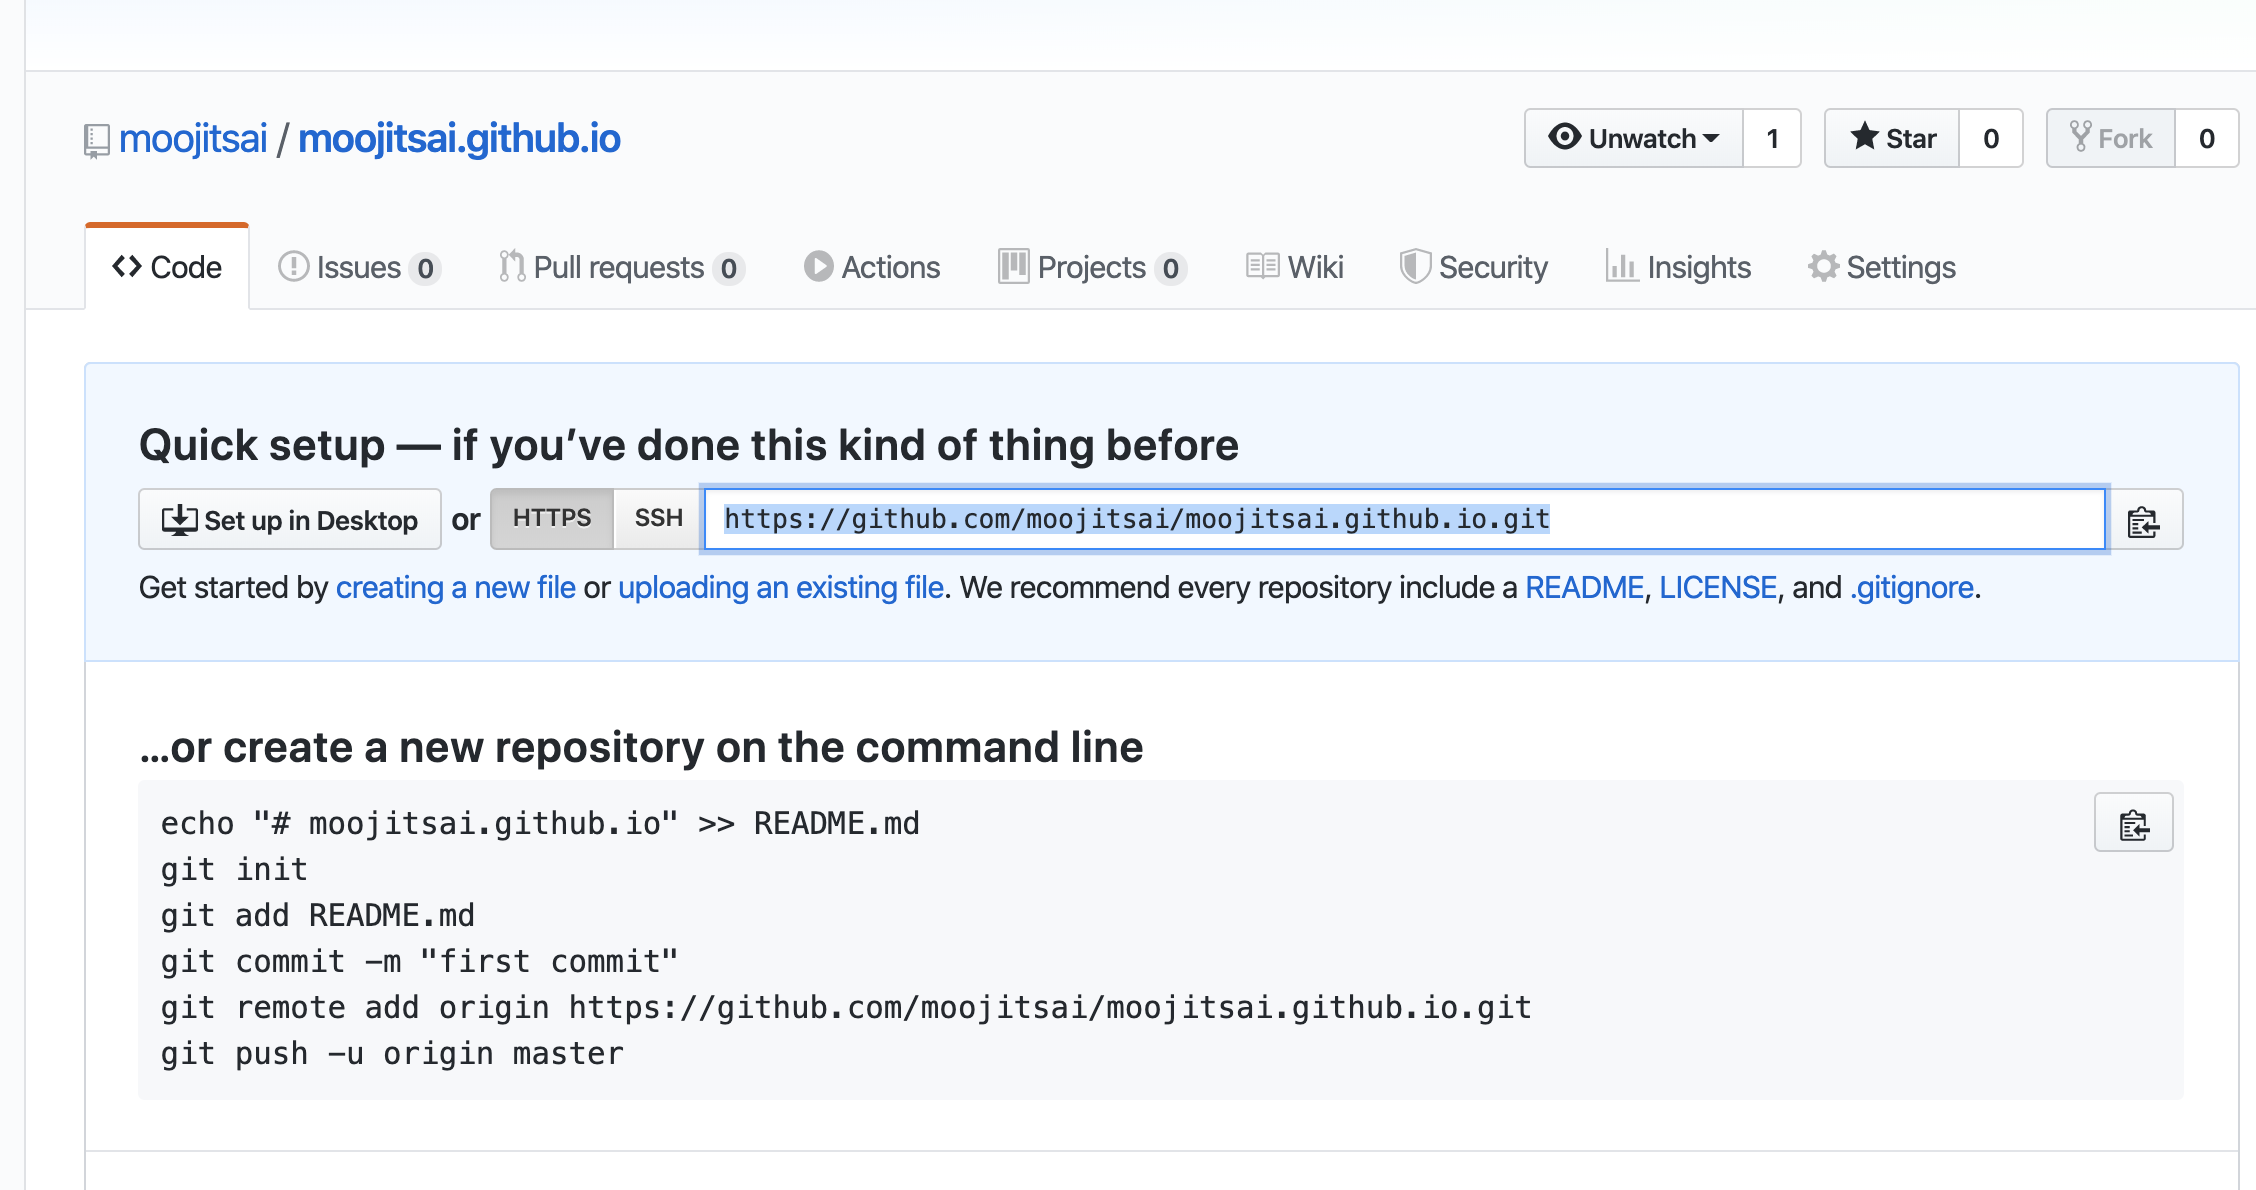 moojitsai / moojitsai.github.io
Unwatch 1 Star 0 Fork 0
Code Issues 0 Pull requests 0 Actions Projects 0 Wiki Security Insights Settings
Quick setup — if you’ve done this kind of thing before
Set up in Desktop or HTTPS SSH https://github.com/moojitsai/moojitsai.github.io.git
Get started by creating a new file or uploading an existing file. We recommend every repository include a README, LICENSE, and .gitignore.
…or create a new repository on the command line
echo "# moojitsai.github.io" >> README.md
git init
git add README.md
git commit -m "first commit"
git remote add origin https://github.com/moojitsai/moojitsai.github.io.git
git push -u origin master